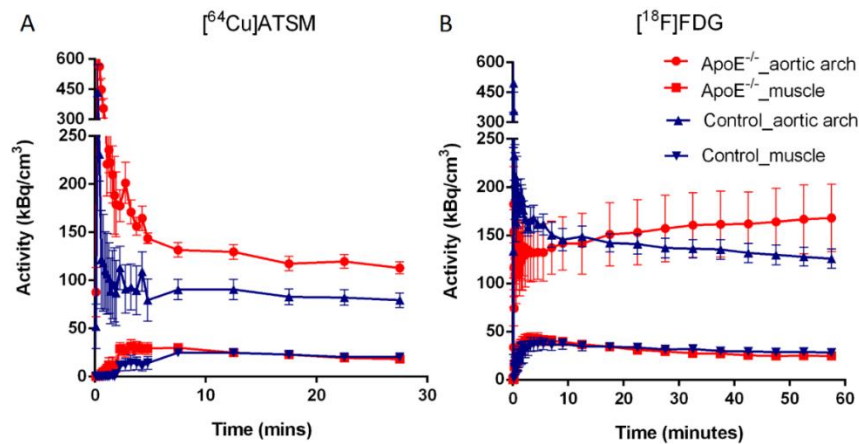 A
[⁶⁴Cu]ATSM
Activity (kBq/cm³)
600
450
300
250
200
150
100
50
0
0 10 20 30
Time (mins)
B
[¹⁸F]FDG
ApoE⁻/⁻_aortic arch
ApoE⁻/⁻_muscle
Control_aortic arch
Control_muscle
Activity (kBq/cm³)
600
450
300
250
200
150
100
50
0
0 10 20 30 40 50 60
Time (minutes)